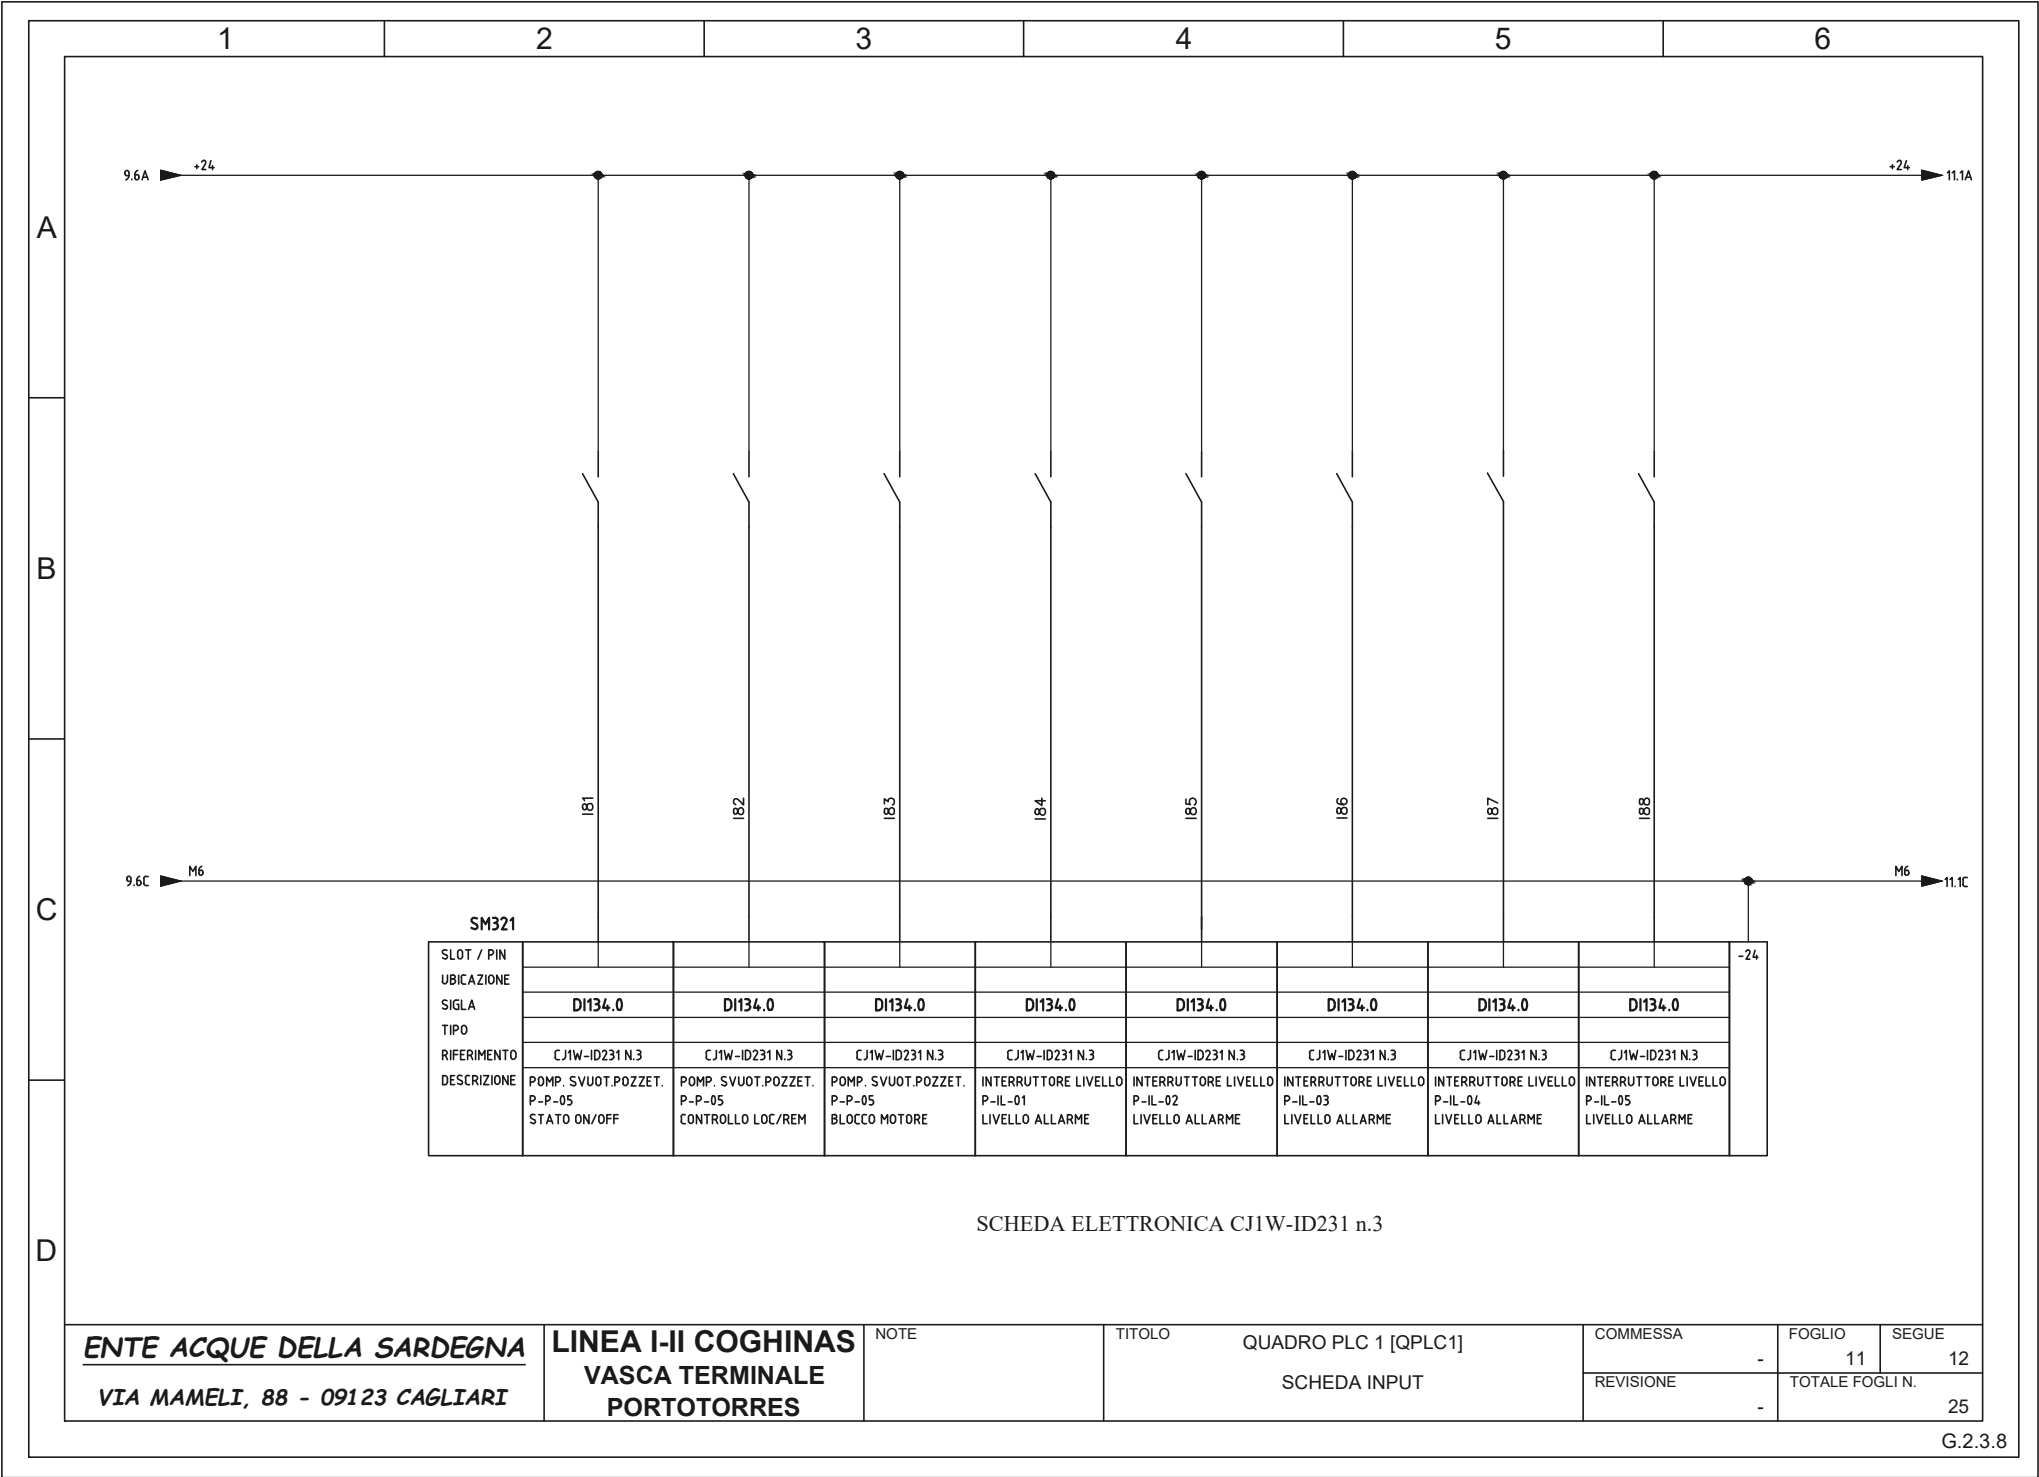 1 2 3 4 5 6
9.6A +24 +24 11.1A
A
B
I81 I82 I83 I84 I85 I86 I87 I88
9.6C M6 M6 11.1C
C
SM321
SLOT / PIN -24
UBICAZIONE
SIGLA DI134.0 DI134.0 DI134.0 DI134.0 DI134.0 DI134.0 DI134.0 DI134.0
TIPO
RIFERIMENTO CJ1W-ID231 N.3 CJ1W-ID231 N.3 CJ1W-ID231 N.3 CJ1W-ID231 N.3 CJ1W-ID231 N.3 CJ1W-ID231 N.3 CJ1W-ID231 N.3 CJ1W-ID231 N.3
DESCRIZIONE POMP. SVUOT.POZZET. POMP. SVUOT.POZZET. POMP. SVUOT.POZZET. INTERRUTTORE LIVELLO INTERRUTTORE LIVELLO INTERRUTTORE LIVELLO INTERRUTTORE LIVELLO INTERRUTTORE LIVELLO
P-P-05 P-P-05 P-P-05 P-IL-01 P-IL-02 P-IL-03 P-IL-04 P-IL-05
STATO ON/OFF CONTROLLO LOC/REM BLOCCO MOTORE LIVELLO ALLARME LIVELLO ALLARME LIVELLO ALLARME LIVELLO ALLARME LIVELLO ALLARME
SCHEDA ELETTRONICA CJ1W-ID231 n.3
D
ENTE ACQUE DELLA SARDEGNA
VIA MAMELI, 88 - 09123 CAGLIARI
LINEA I-II COGHINAS
VASCA TERMINALE
PORTOTORRES
NOTE
TITOLO
QUADRO PLC 1 [QPLC1]
SCHEDA INPUT
COMMESSA
-
REVISIONE
-
FOGLIO
11
SEGUE
12
TOTALE FOGLI N.
25
G.2.3.8